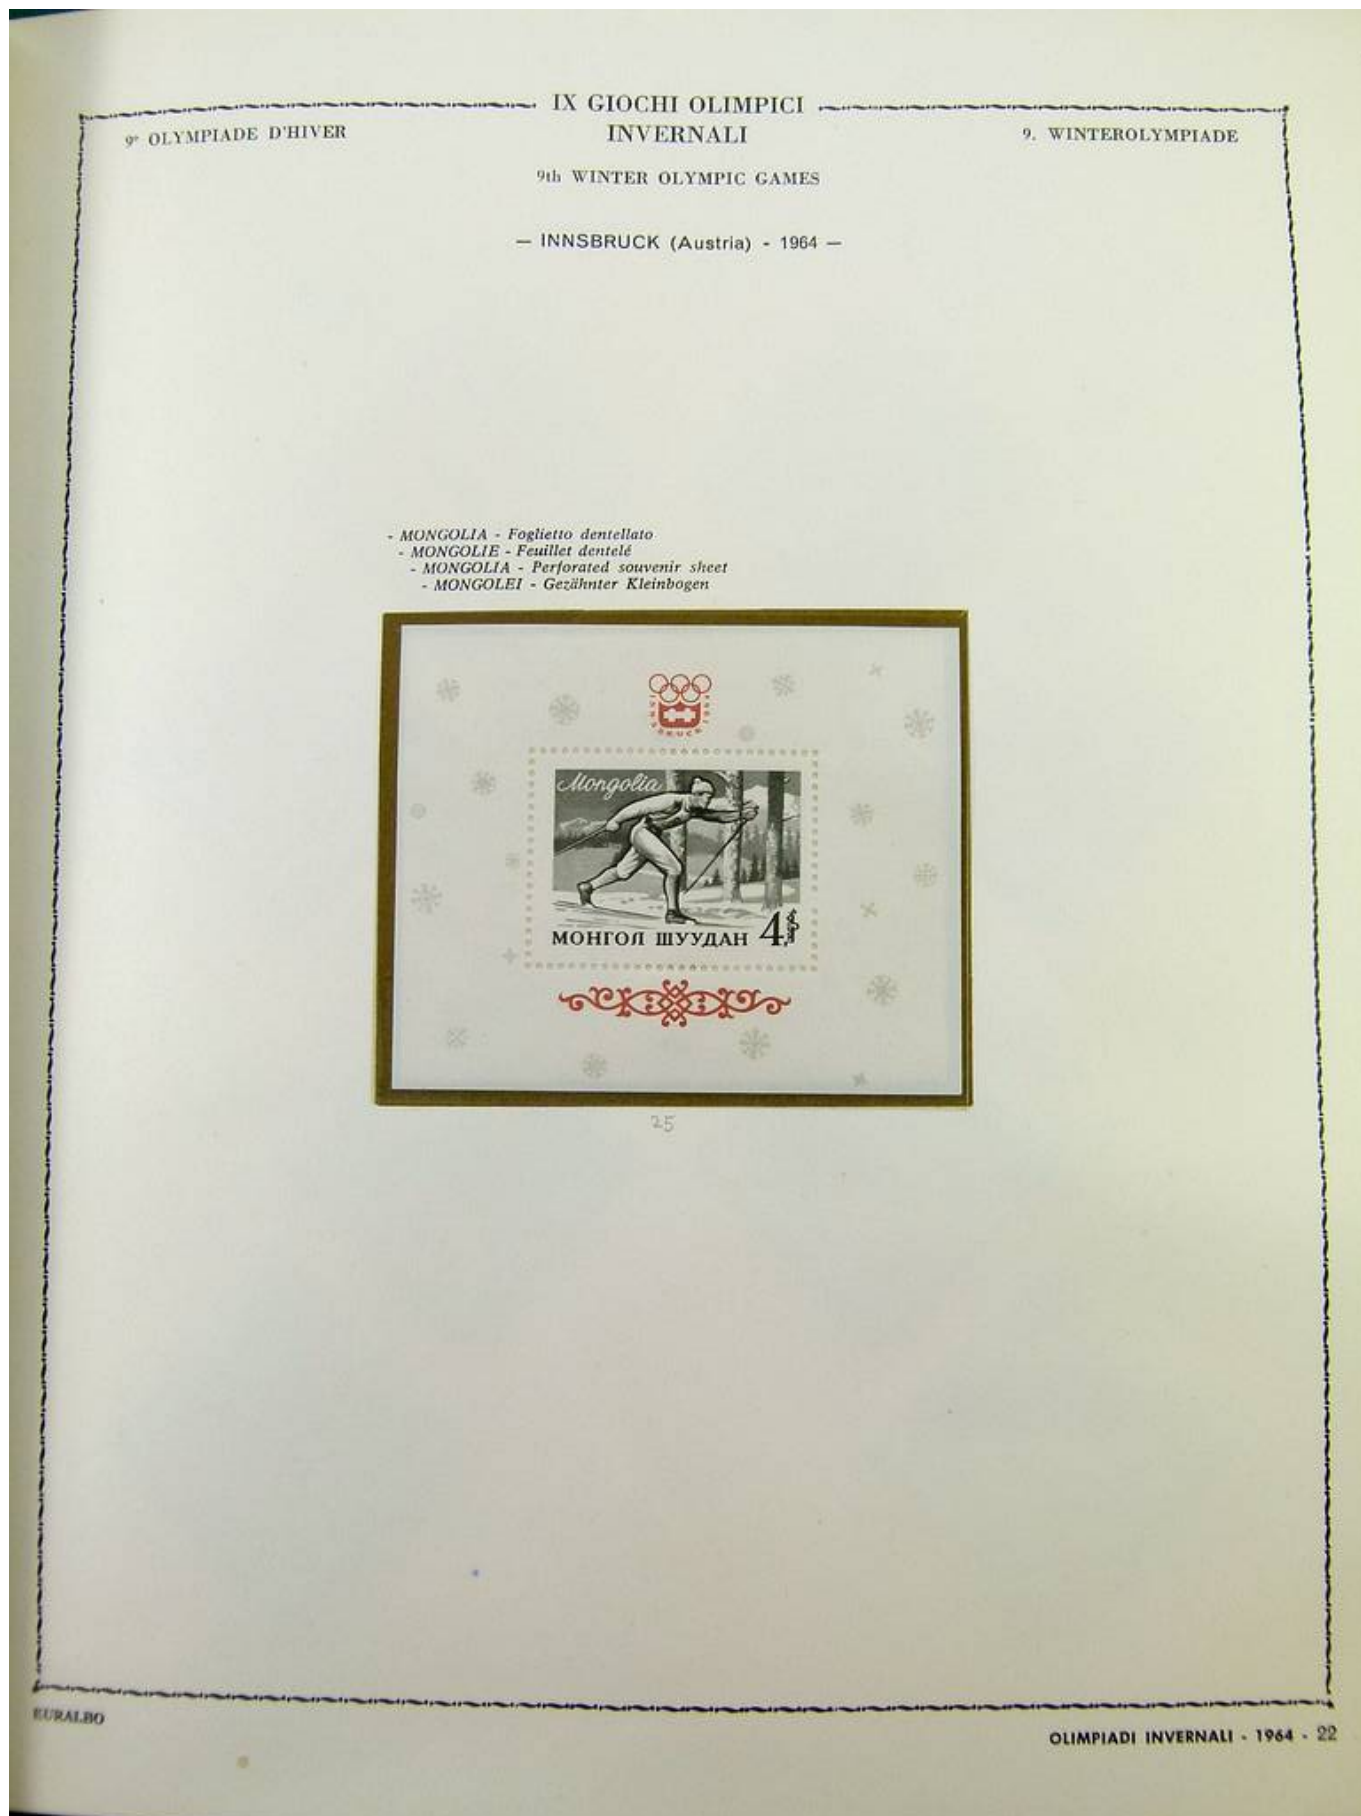 IX GIOCHI OLIMPICI
INVERNALI
9e OLYMPIADE D'HIVER
9. WINTEROLYMPIADE
9th WINTER OLYMPIC GAMES
— INNSBRUCK (Austria) - 1964 —
- MONGOLIA - Foglietto dentellato
- MONGOLIE - Feuillet dentelé
- MONGOLIA - Perforated souvenir sheet
- MONGOLEI - Gezähnter Kleinbogen
INNSBRUCK 1964
Mongolia
МОНГОЛ ШУУДАН 4
25
EURALBO
OLIMPIADI INVERNALI - 1964 - 22